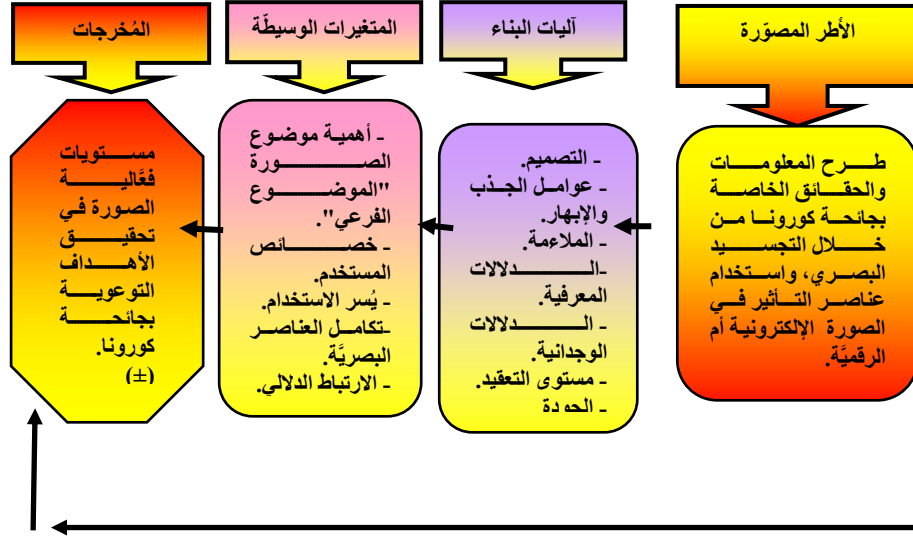 الأطر المصوّرة
طرح المعلومات
والحقائق الخاصة
بجائحة كورونا من
خلال التجسيد
البصري، واستخدام
عناصر التأثير في
الصورة الإلكترونية أم
الرقميَّة.
آليات البناء
- التصميم.
- عوامل الجذب
والإبهار.
- الملاءمة.
-الدلالات
المعرفية.
- الدلالات
الوجدانية.
- مستوى التعقيد.
- الجودة
المتغيرات الوسيطّة
- أهمية موضوع
الصورة
"الموضوع
الفرعي".
- خصائص
المستخدم.
- يُسر الاستخدام.
-تكامل العناصر
البصريَّة.
- الارتباط الدلالي.
المُخرجات
مستويات
فعَّالية
الصورة في
تحقيق
الأهداف
التوعوية
بجائحة
كورونا.
(±)